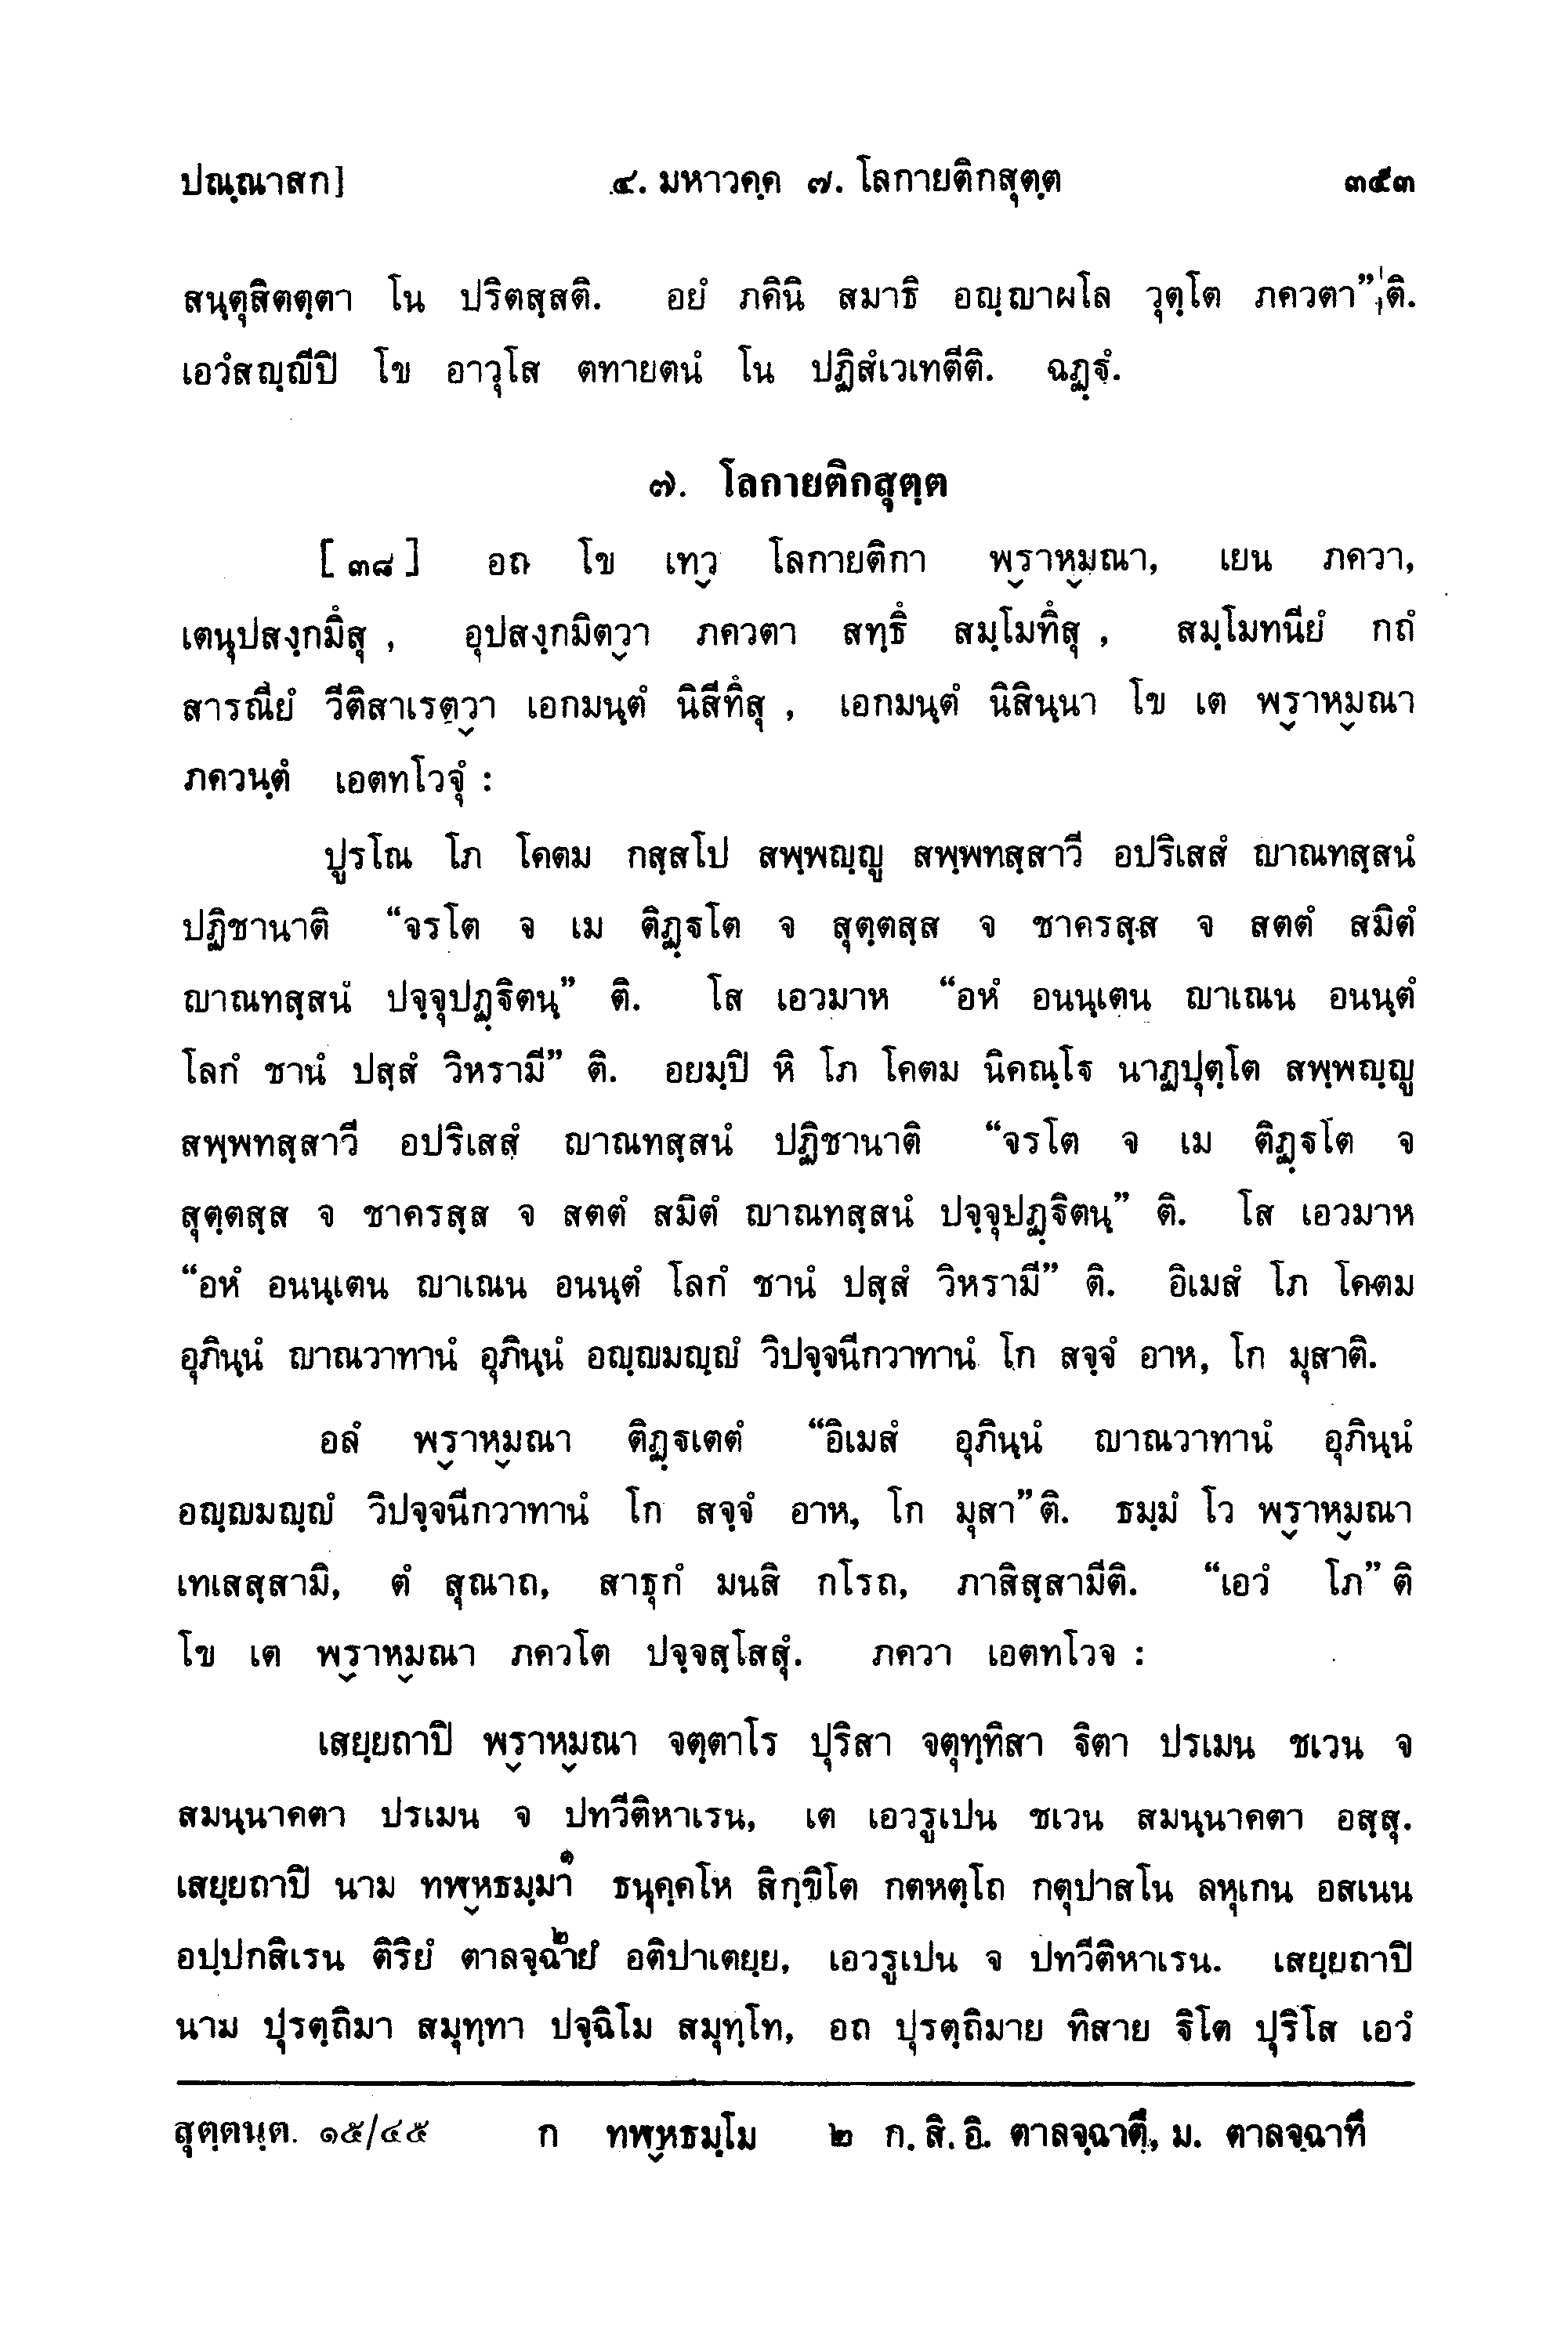 ปณฺณาสก] ๔. มหาวคฺค ๗. โลกายติกสุตฺต ๓๕๓
สนฺตุสิตตฺตา โน ปริตสฺสติ. อยํ ภคินิ สมาธิ อญฺญาผโล วุตฺโต ภควตา”ติ.
เอวํสญฺญีปิ โข อาวุโส ตทายตนํ โน ปฏิสํเวเทตีติ. ฉฏฺฐํ.
๗. โลกายติกสุตฺต
[๓๘] อถ โข เทฺว โลกายติกา พฺราหฺมณา, เยน ภควา,
เตนุปสงฺกมึสุ, อุปสงฺกมิตฺวา ภควตา สทฺธึ สมฺโมทึสุ, สมฺโมทนียํ กถํ
สารณียํ วีติสาเรตฺวา เอกมนฺตํ นิสีทึสุ, เอกมนฺตํ นิสินฺนา โข เต พฺราหฺมณา
ภควนฺตํ เอตทโวจุํ :
ปูรโณ โภ โคตม กสฺสโป สพฺพญฺญู สพฺพทสฺสาวี อปริเสสํ ญาณทสฺสนํ
ปฏิชานาติ “จรโต จ เม ติฏฺฐโต จ สุตฺตสฺส จ ชาครสฺส จ สตตํ สมิตํ
ญาณทสฺสนํ ปจฺจุปฏฺฐิตนฺ” ติ. โส เอวมาห “อหํ อนนฺเตน ญาเณน อนนฺตํ
โลกํ ชานํ ปสฺสํ วิหรามี” ติ. อยมฺปิ หิ โภ โคตม นิคณฺโฐ นาฏปุตฺโต สพฺพญฺญู
สพฺพทสฺสาวี อปริเสสํ ญาณทสฺสนํ ปฏิชานาติ “จรโต จ เม ติฏฺฐโต จ
สุตฺตสฺส จ ชาครสฺส จ สตตํ สมิตํ ญาณทสฺสนํ ปจฺจุปฏฺฐิตนฺ” ติ. โส เอวมาห
“อหํ อนนฺเตน ญาเณน อนนฺตํ โลกํ ชานํ ปสฺสํ วิหรามี” ติ. อิเมสํ โภ โคตม
อุภินฺนํ ญาณวาทานํ อุภินฺนํ อญฺญมญฺญํ วิปจฺจนีกวาทานํ โก สจฺจํ อาห, โก มุสาติ.
อลํ พฺราหฺมณา ติฏฺฐเตตํ “อิเมสํ อุภินฺนํ ญาณวาทานํ อุภินฺนํ
อญฺญมญฺญํ วิปจฺจนีกวาทานํ โก สจฺจํ อาห, โก มุสา” ติ. ธมฺมํ โว พฺราหฺมณา
เทเสสฺสามิ, ตํ สุณาถ, สาธุกํ มนสิ กโรถ, ภาสิสฺสามีติ. “เอวํ โภ” ติ
โข เต พฺราหฺมณา ภควโต ปจฺจสฺโสสุํ. ภควา เอตทโวจ :
เสยฺยถาปิ พฺราหฺมณา จตฺตาโร ปุริสา จตุทฺทิสา ฐิตา ปรเมน ชเวน จ
สมนฺนาคตา ปรเมน จ ปทวีติหาเรน, เต เอวรูเปน ชเวน สมนฺนาคตา อสฺสุ.
เสยฺยถาปิ นาม ทฬฺหธมฺมา๑ ธนุคฺคโห สิกฺขิโต กตหตฺโถ กตุปาสโน ลหุเกน อสเนน
อปฺปกสิเรน ติริยํ ตาลจฺฉายํ๒ อติปาเตยฺย, เอวรูเปน จ ปทวีติหาเรน. เสยฺยถาปิ
นาม ปุรตฺถิมา สมุทฺทา ปจฺฉิโม สมุทฺโท, อถ ปุรตฺถิมาย ทิสาย ฐิโต ปุริโส เอวํ
สุตฺตนฺต. ๑๕/๔๕ ก ทฬฺหธมฺโม ๒ ก. สิ. อิ. ตาลจฺฉาตึ, ม. ตาลจฺฉาทึ